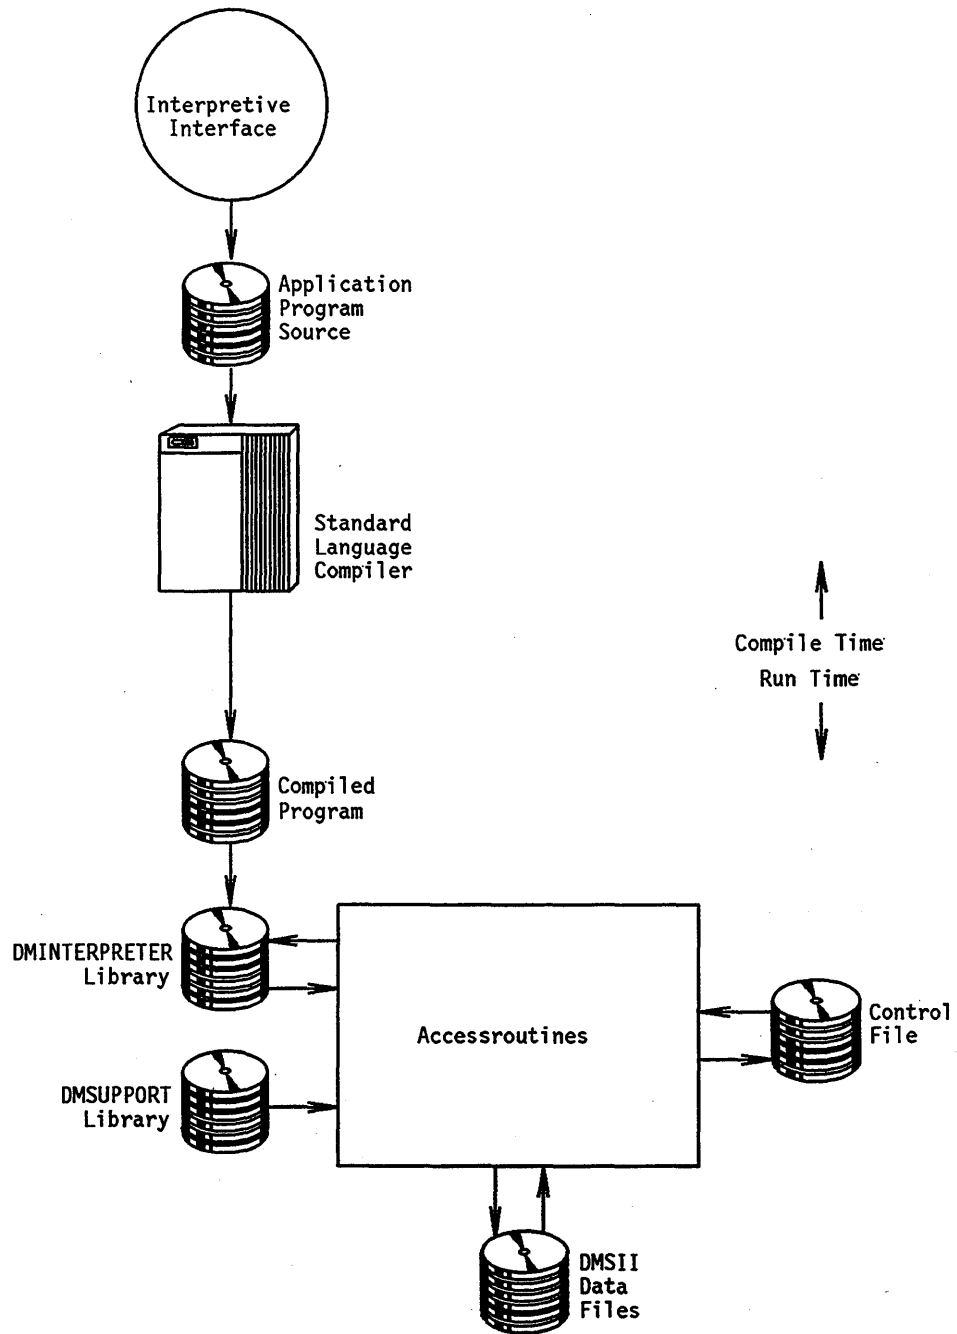 Interpretive
Interface
Application
Program
Source
Standard
Language
Compiler
Compile Time
Run Time
Compiled
Program
DMINTERPRETER
Library
Accessroutines
Control
File
DMSUPPORT
Library
DMSII
Data
Files